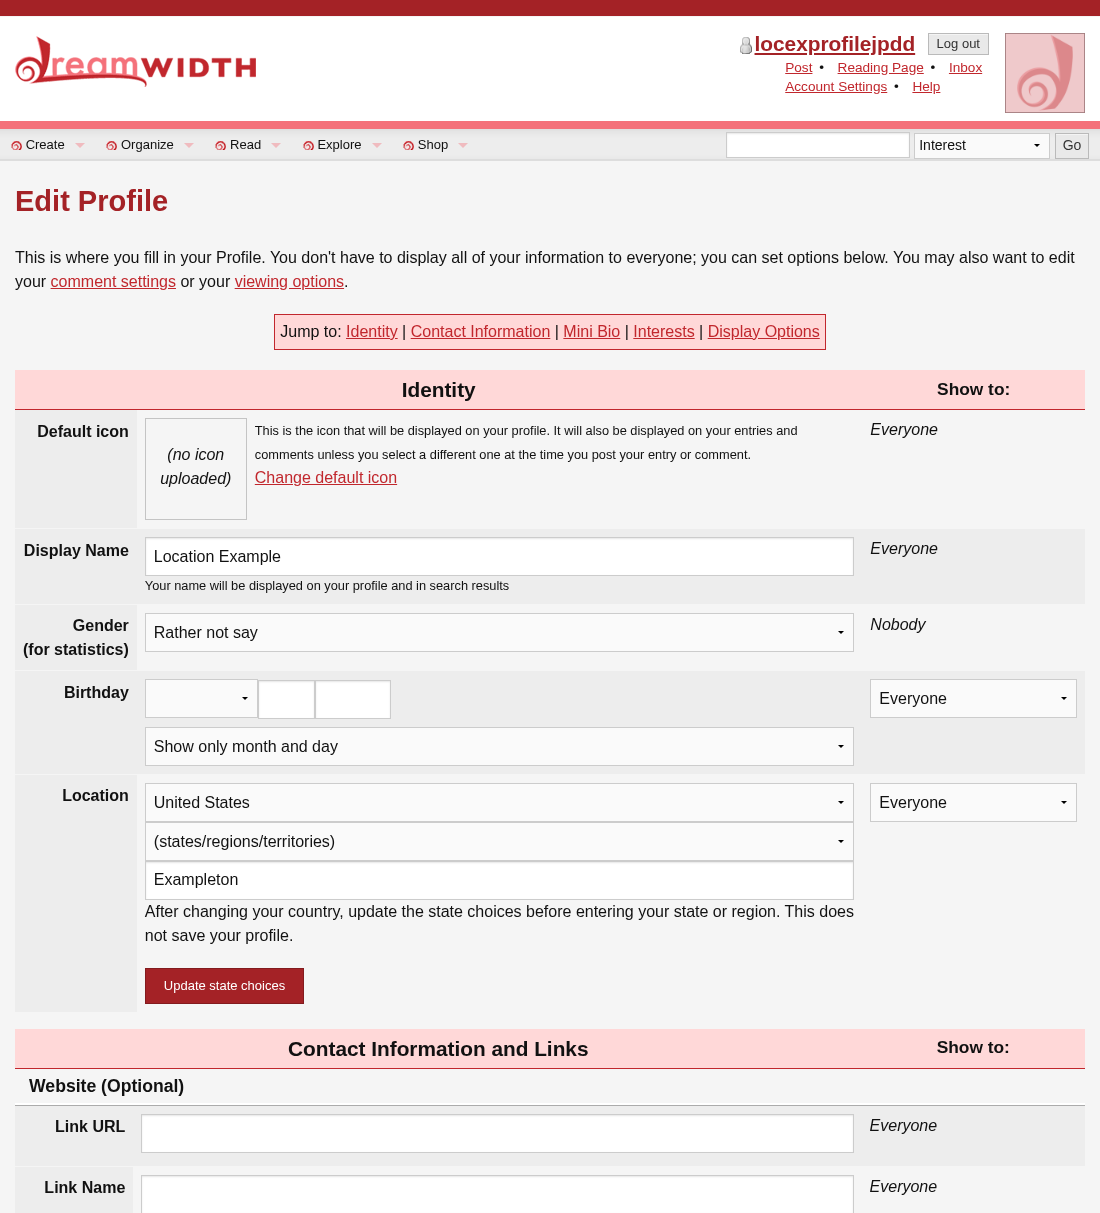 dreamWIDTH
locexprofilejpdd Log out
Post • Reading Page • Inbox
Account Settings • Help
Create Organize Read Explore Shop Interest Go
Edit Profile
This is where you fill in your Profile. You don't have to display all of your information to everyone; you can set options below. You may also want to edit
your comment settings or your viewing options.
Jump to: Identity | Contact Information | Mini Bio | Interests | Display Options
Identity Show to:
Default icon
(no icon
uploaded)
This is the icon that will be displayed on your profile. It will also be displayed on your entries and
comments unless you select a different one at the time you post your entry or comment.
Change default icon
Everyone
Display Name Location Example Everyone
Your name will be displayed on your profile and in search results
Gender
(for statistics)
Rather not say Nobody
Birthday Everyone
Show only month and day
Location United States Everyone
(states/regions/territories)
Exampleton
After changing your country, update the state choices before entering your state or region. This does
not save your profile.
Update state choices
Contact Information and Links Show to:
Website (Optional)
Link URL Everyone
Link Name Everyone